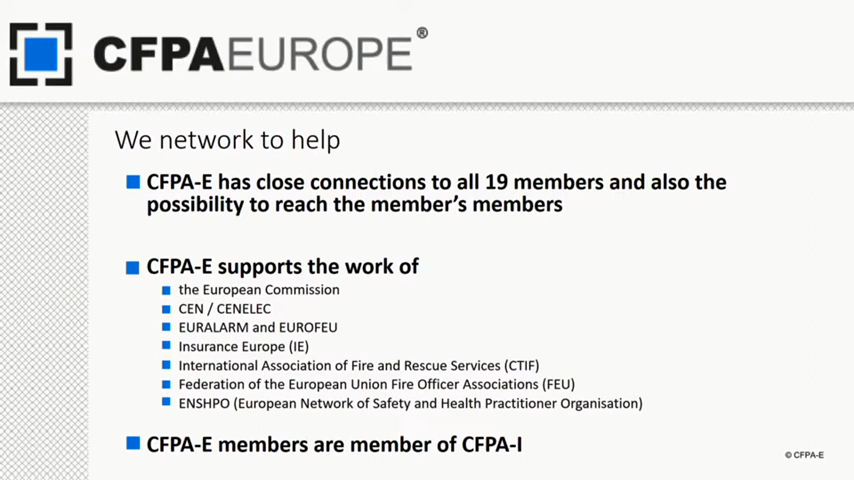 CFPAEUROPE®
We network to help
CFPA-E has close connections to all 19 members and also the
possibility to reach the member's members
CFPA-E supports the work of
the European Commission
CEN / CENELEC
EURALARM and EUROFEU
Insurance Europe (IE)
International Association of Fire and Rescue Services (CTIF)
Federation of the European Union Fire Officer Associations (FEU)
ENSHPO (European Network of Safety and Health Practitioner Organisation)
CFPA-E members are member of CFPA-I
© CFPA-E